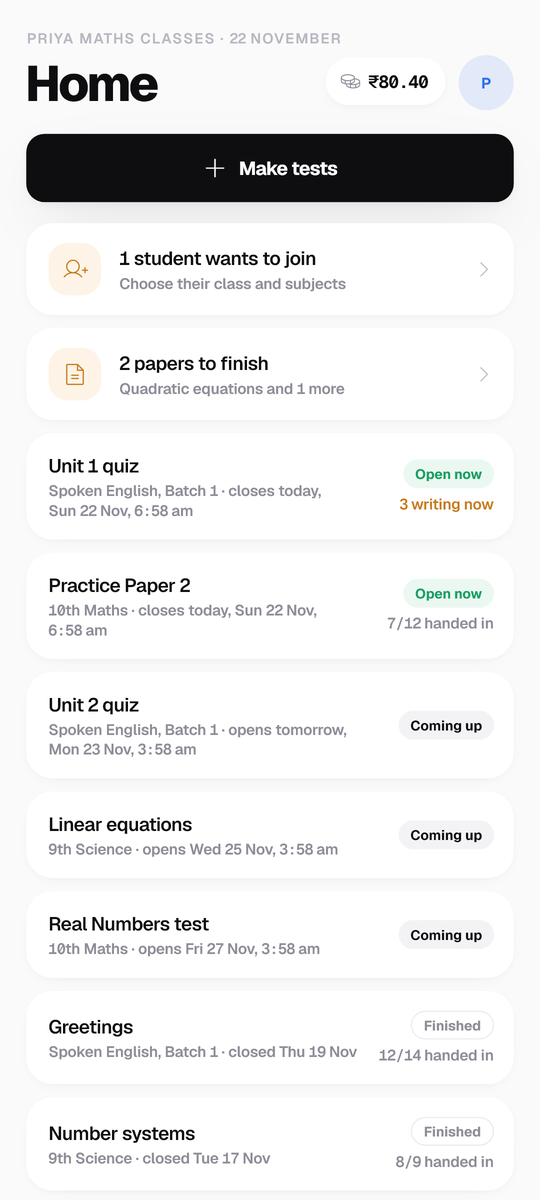 PRIYA MATHS CLASSES · 22 NOVEMBER
Home
₹80.40
P
Make tests
1 student wants to join
Choose their class and subjects
2 papers to finish
Quadratic equations and 1 more
Unit 1 quiz
Spoken English, Batch 1 · closes today,
Sun 22 Nov, 6:58 am
Open now
3 writing now
Practice Paper 2
10th Maths · closes today, Sun 22 Nov,
6:58 am
Open now
7/12 handed in
Unit 2 quiz
Spoken English, Batch 1 · opens tomorrow,
Mon 23 Nov, 3:58 am
Coming up
Linear equations
9th Science · opens Wed 25 Nov, 3:58 am
Coming up
Real Numbers test
10th Maths · opens Fri 27 Nov, 3:58 am
Coming up
Greetings
Spoken English, Batch 1 · closed Thu 19 Nov
Finished
12/14 handed in
Number systems
9th Science · closed Tue 17 Nov
Finished
8/9 handed in